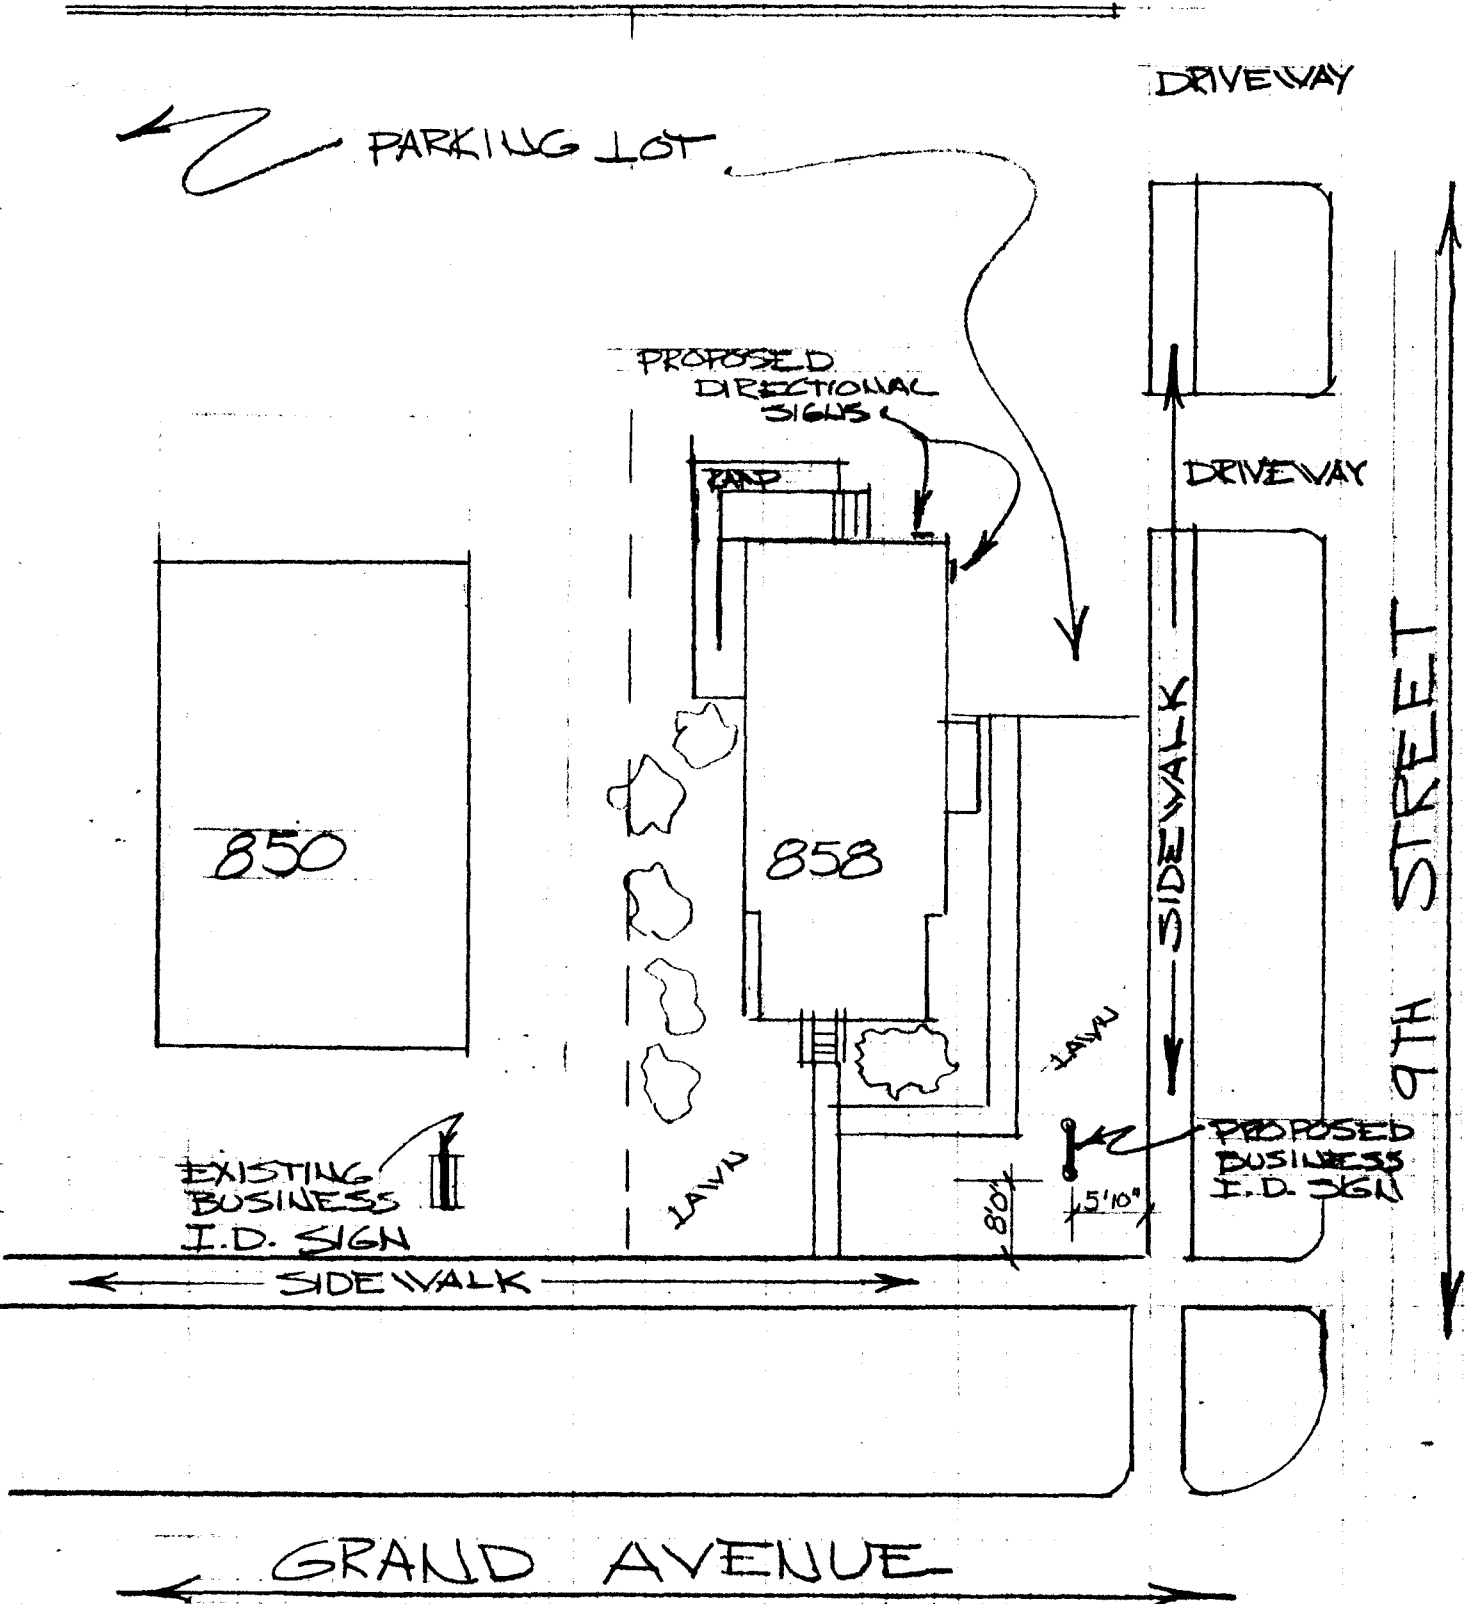 DRIVEWAY
PARKING LOT
PROPOSED
DIRECTIONAL
SIGNS
RAMP
DRIVEWAY
850
858
SIDEWALK
9TH STREET
LAWN
LAWN
EXISTING
BUSINESS
I.D. SIGN
PROPOSED
BUSINESS
I.D. SIGN
8'0"
5'10"
SIDEWALK
GRAND AVENUE